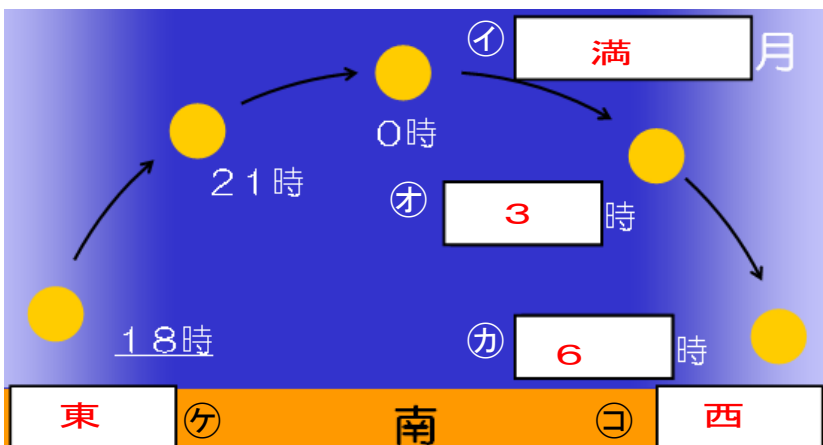 ㋑ 満 月
０時
２１時
㋔ ３ 時
１８時
㋕ ６ 時
東 ㋘ 南 ㋙ 西